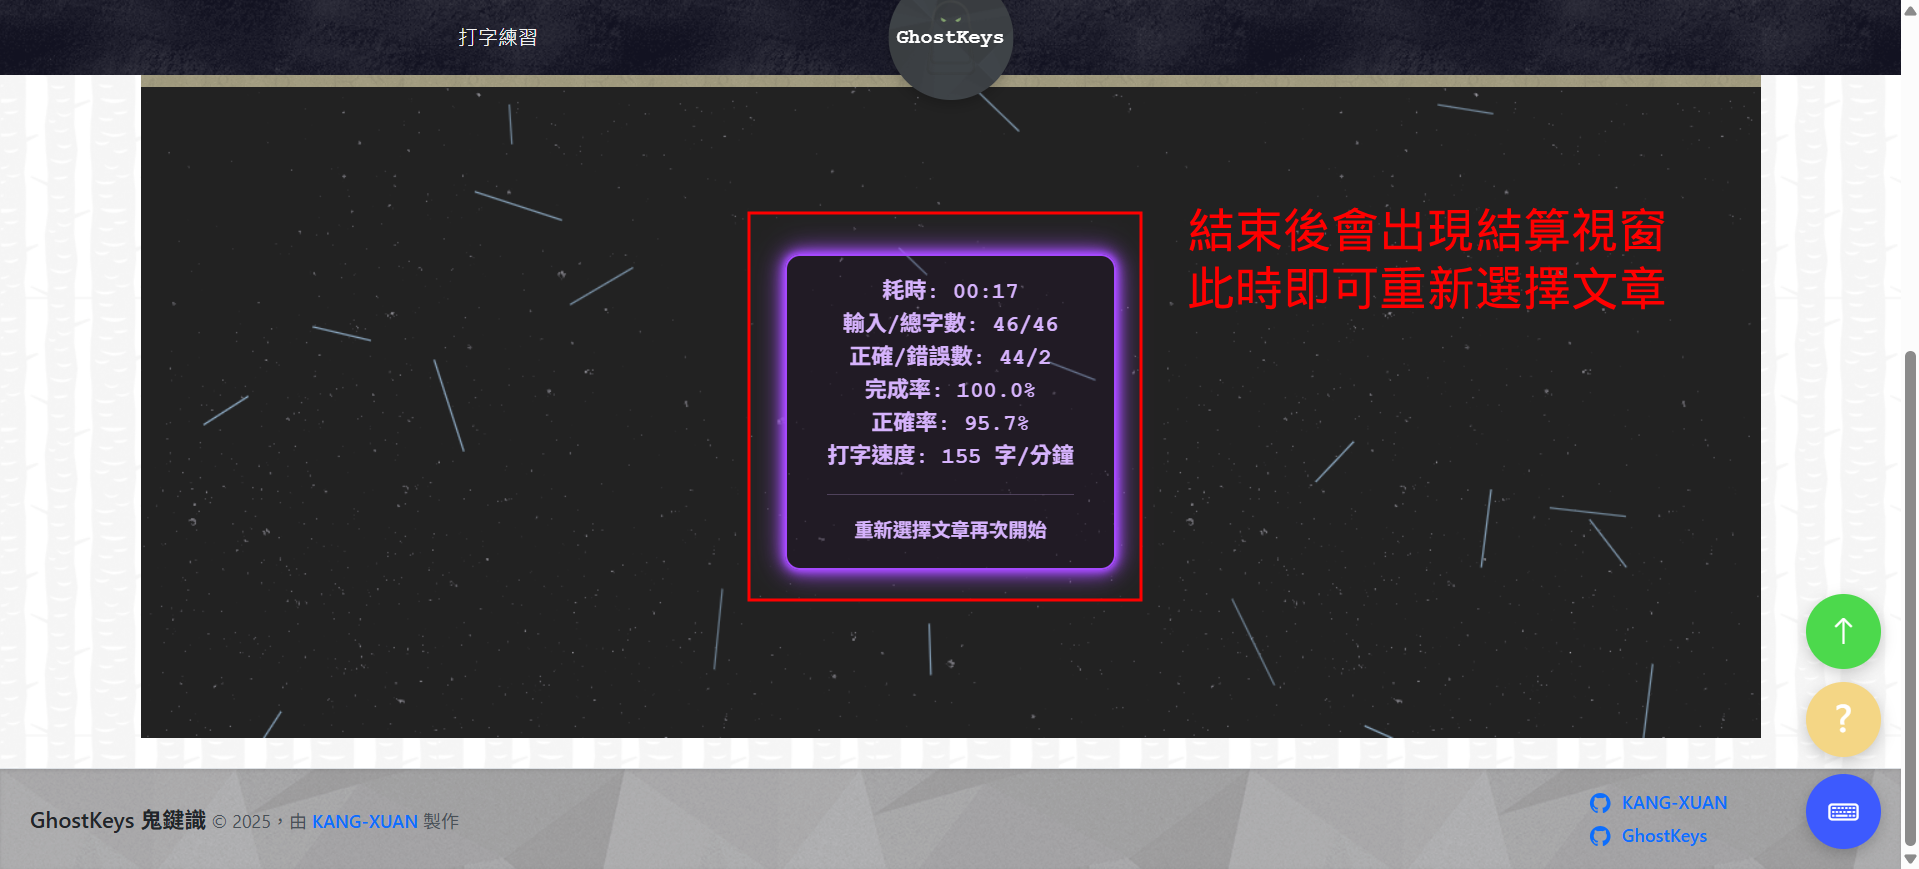 打字練習
GhostKeys
結束後會出現結算視窗
此時即可重新選擇文章
耗時: 00:17
輸入/總字數: 46/46
正確/錯誤數: 44/2
完成率: 100.0%
正確率: 95.7%
打字速度: 155 字/分鐘
重新選擇文章再次開始
?
GhostKeys 鬼鍵識 © 2025，由 KANG-XUAN 製作
KANG-XUAN
GhostKeys